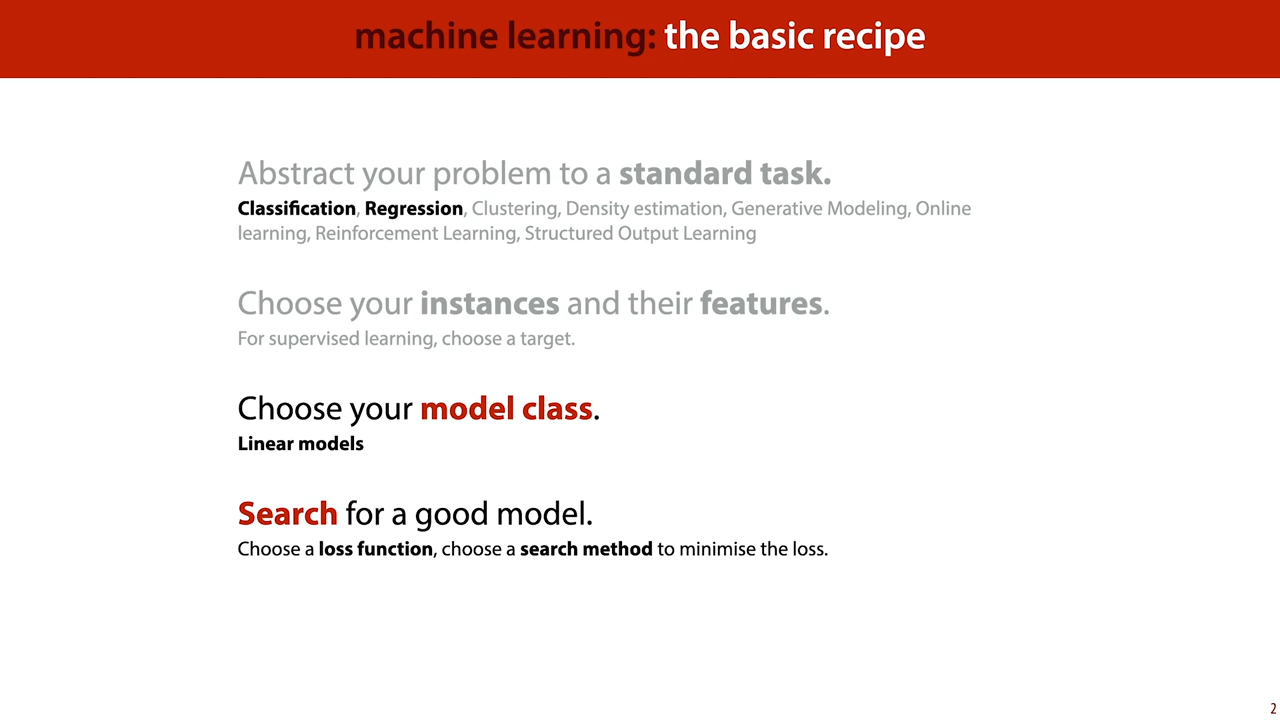 machine learning: the basic recipe
Abstract your problem to a standard task.
Classification, Regression, Clustering, Density estimation, Generative Modeling, Online
learning, Reinforcement Learning, Structured Output Learning
Choose your instances and their features.
For supervised learning, choose a target.
Choose your model class.
Linear models
Search for a good model.
Choose a loss function, choose a search method to minimise the loss.
2